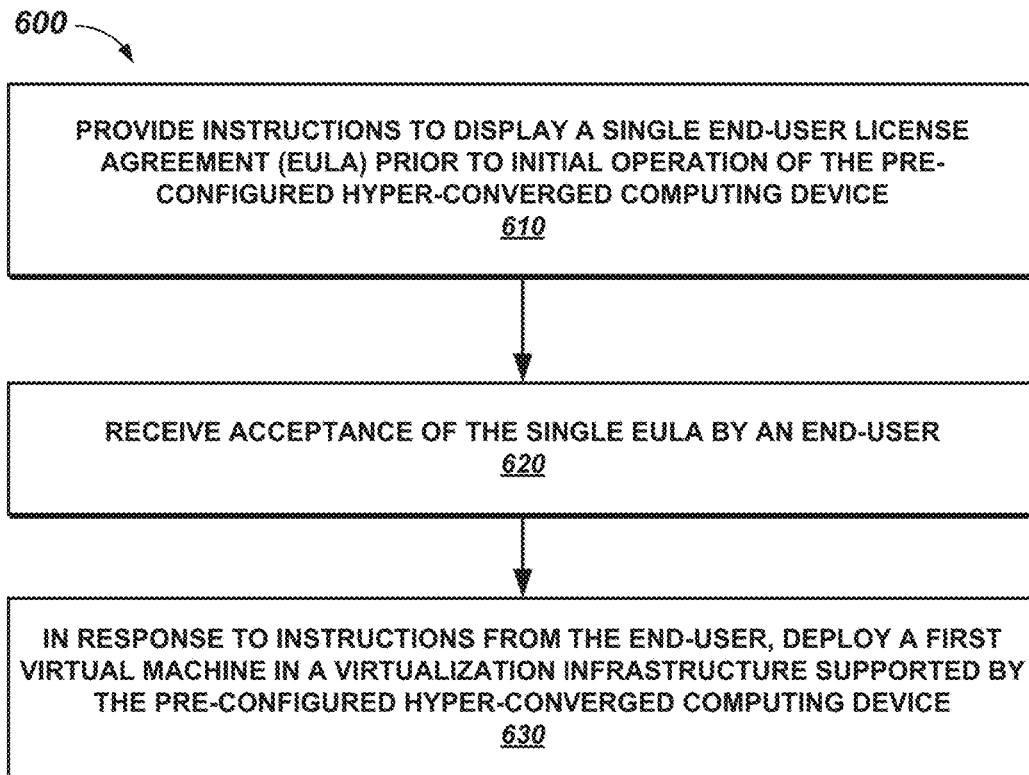 600
PROVIDE INSTRUCTIONS TO DISPLAY A SINGLE END-USER LICENSE
AGREEMENT (EULA) PRIOR TO INITIAL OPERATION OF THE PRE-
CONFIGURED HYPER-CONVERGED COMPUTING DEVICE
610
RECEIVE ACCEPTANCE OF THE SINGLE EULA BY AN END-USER
620
IN RESPONSE TO INSTRUCTIONS FROM THE END-USER, DEPLOY A FIRST
VIRTUAL MACHINE IN A VIRTUALIZATION INFRASTRUCTURE SUPPORTED BY
THE PRE-CONFIGURED HYPER-CONVERGED COMPUTING DEVICE
630